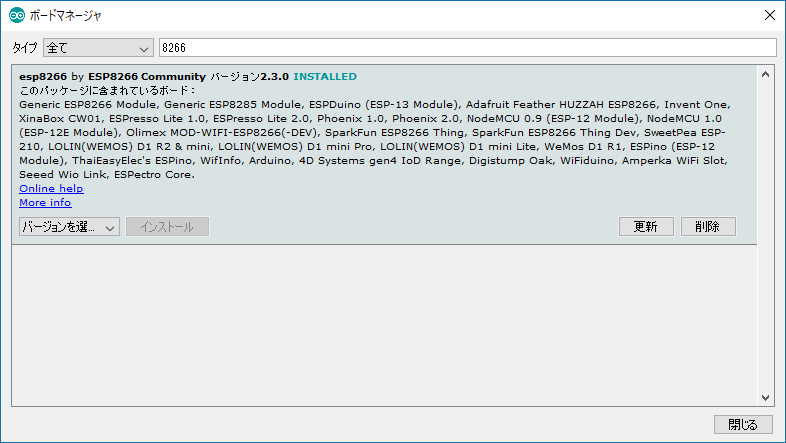 ボードマネージャ
タイプ 全て 8266
esp8266 by ESP8266 Community バージョン2.3.0 INSTALLED
このパッケージに含まれているボード：
Generic ESP8266 Module, Generic ESP8285 Module, ESPDuino (ESP-13 Module), Adafruit Feather HUZZAH ESP8266, Invent One,
XinaBox CW01, ESPresso Lite 1.0, ESPresso Lite 2.0, Phoenix 1.0, Phoenix 2.0, NodeMCU 0.9 (ESP-12 Module), NodeMCU 1.0
(ESP-12E Module), Olimex MOD-WIFI-ESP8266(-DEV), SparkFun ESP8266 Thing, SparkFun ESP8266 Thing Dev, SweetPea ESP-
210, LOLIN(WEMOS) D1 R2 & mini, LOLIN(WEMOS) D1 mini Pro, LOLIN(WEMOS) D1 mini Lite, WeMos D1 R1, ESPino (ESP-12
Module), ThaiEasyElec's ESPino, WifInfo, Arduino, 4D Systems gen4 IoD Range, Digistump Oak, WiFiduino, Amperka WiFi Slot,
Seeed Wio Link, ESPectro Core.
Online help
More info
バージョンを選... インストール 更新 削除
閉じる